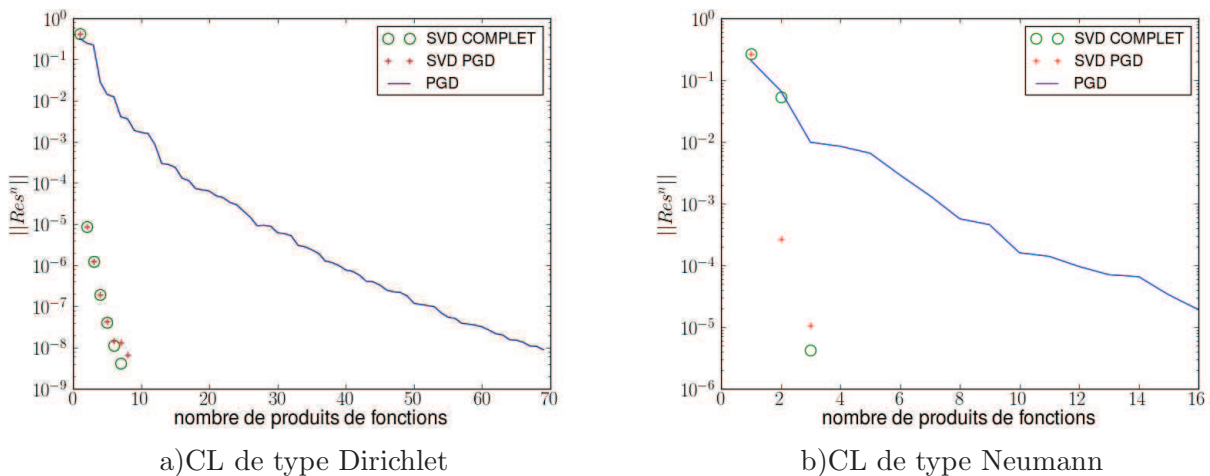 10^0
10^-1
10^-2
10^-3
10^-4
10^-5
10^-6
10^-7
10^-8
10^-9
||Res^n||
SVD COMPLET
SVD PGD
PGD
0 10 20 30 40 50 60 70
nombre de produits de fonctions
a)CL de type Dirichlet
10^0
10^-1
10^-2
10^-3
10^-4
10^-5
10^-6
||Res^n||
SVD COMPLET
SVD PGD
PGD
0 2 4 6 8 10 12 14 16
nombre de produits de fonctions
b)CL de type Neumann